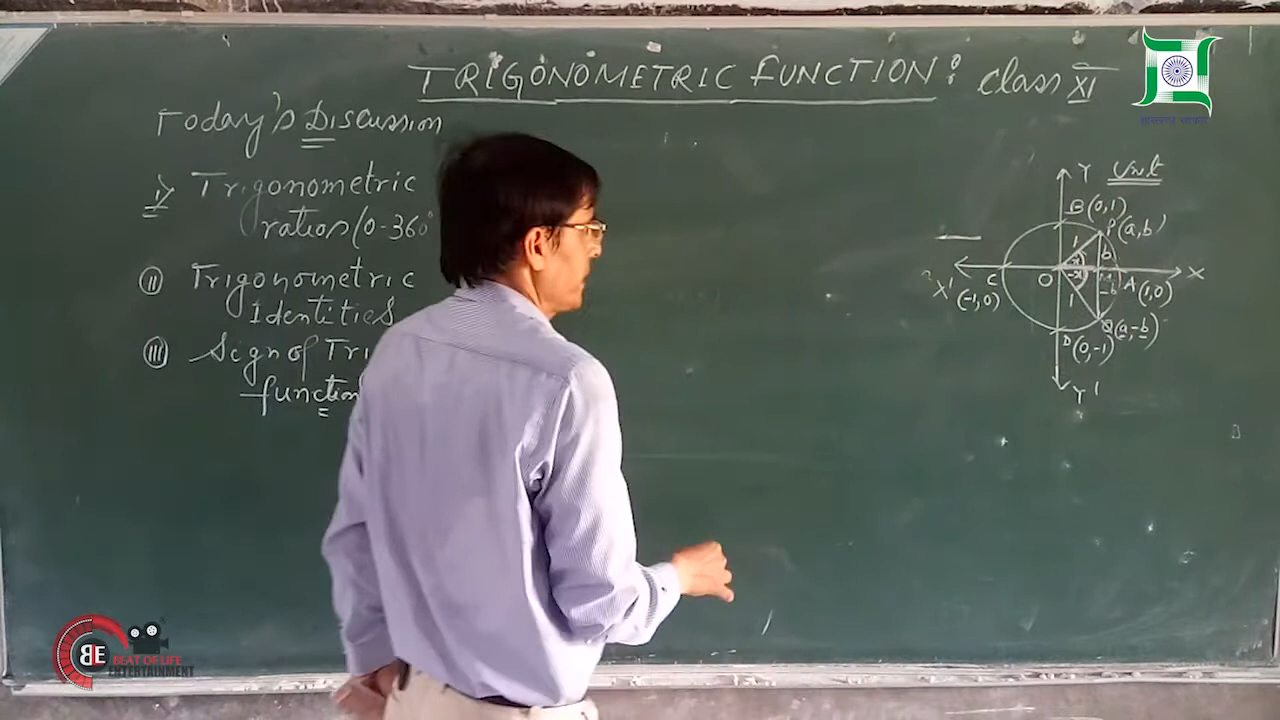 TRIGONOMETRIC FUNCTION: class XI
Today's Discussion
i) Trigonometric
ratios (0-360°
(ii) Trigonometric
Identities
(iii) Sign of Tri
function
Y Unit
B(0,1)
P(a,b)
1 b
X' C O A(1,0) X
(-1,0)
1 -b
Q(a,-b)
D(0,-1)
Y'
BE
BEAT OF LIFE
ENTERTAINMENT